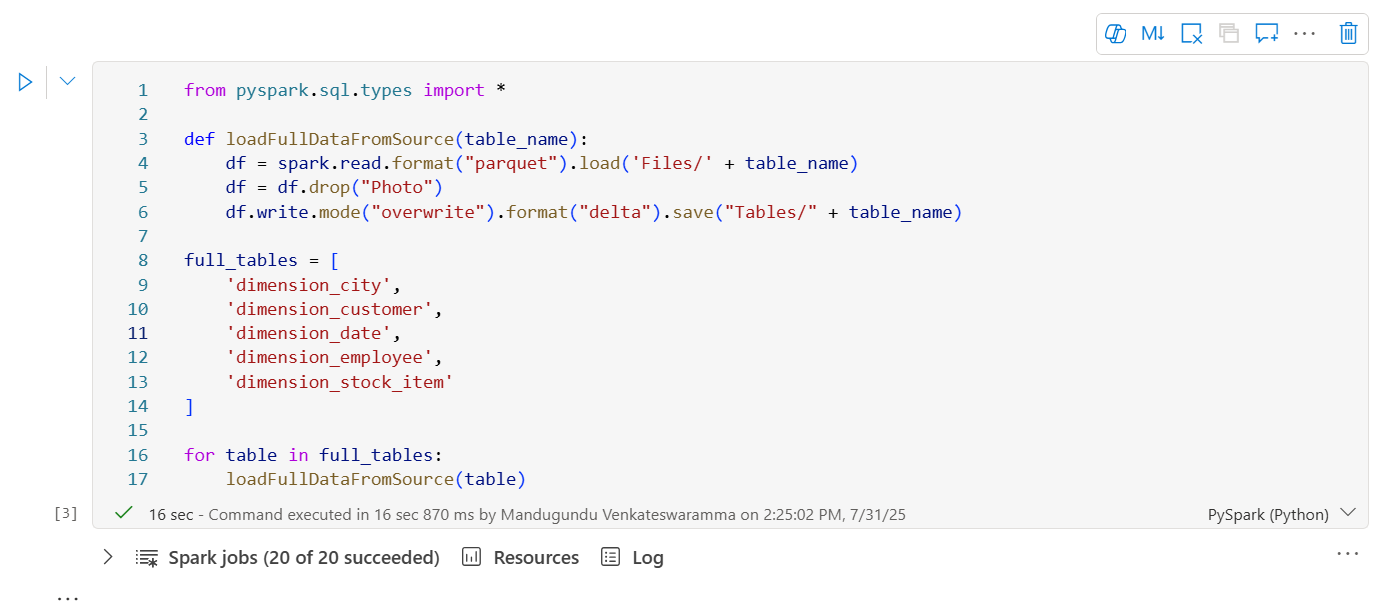 M↓
1 from pyspark.sql.types import *
2
3 def loadFullDataFromSource(table_name):
4     df = spark.read.format("parquet").load('Files/' + table_name)
5     df = df.drop("Photo")
6     df.write.mode("overwrite").format("delta").save("Tables/" + table_name)
7
8 full_tables = [
9     'dimension_city',
10     'dimension_customer',
11     'dimension_date',
12     'dimension_employee',
13     'dimension_stock_item'
14 ]
15
16 for table in full_tables:
17     loadFullDataFromSource(table)
[3] 16 sec - Command executed in 16 sec 870 ms by Mandugundu Venkateswaramma on 2:25:02 PM, 7/31/25 PySpark (Python)
Spark jobs (20 of 20 succeeded) Resources Log